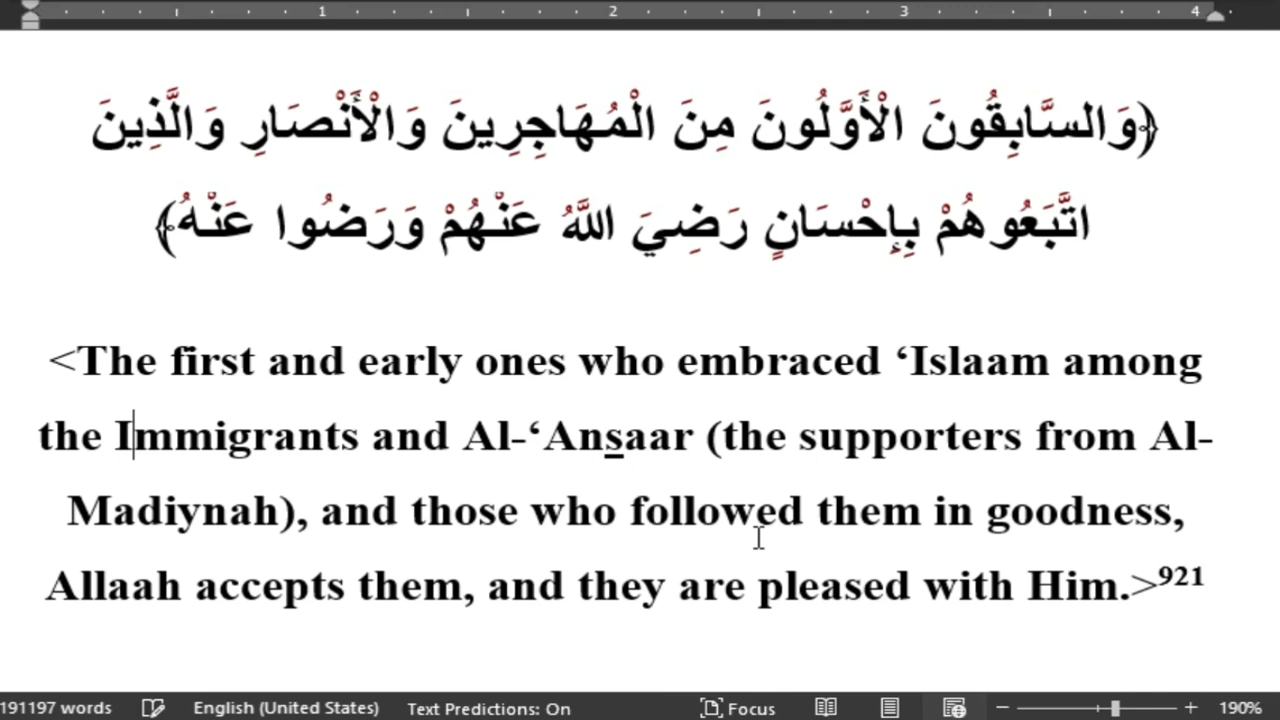 1 2 3 4
﴿وَالسَّابِقُونَ الْأَوَّلُونَ مِنَ الْمُهَاجِرِينَ وَالْأَنْصَارِ وَالَّذِينَ
اتَّبَعُوهُمْ بِإِحْسَانٍ رَضِيَ اللَّهُ عَنْهُمْ وَرَضُوا عَنْهُ﴾
<The first and early ones who embraced ‘Islaam among
the Immigrants and Al-‘Ansaar (the supporters from Al-
Madiynah), and those who followed them in goodness,
Allaah accepts them, and they are pleased with Him.>921
191197 words English (United States) Text Predictions: On Focus 190%